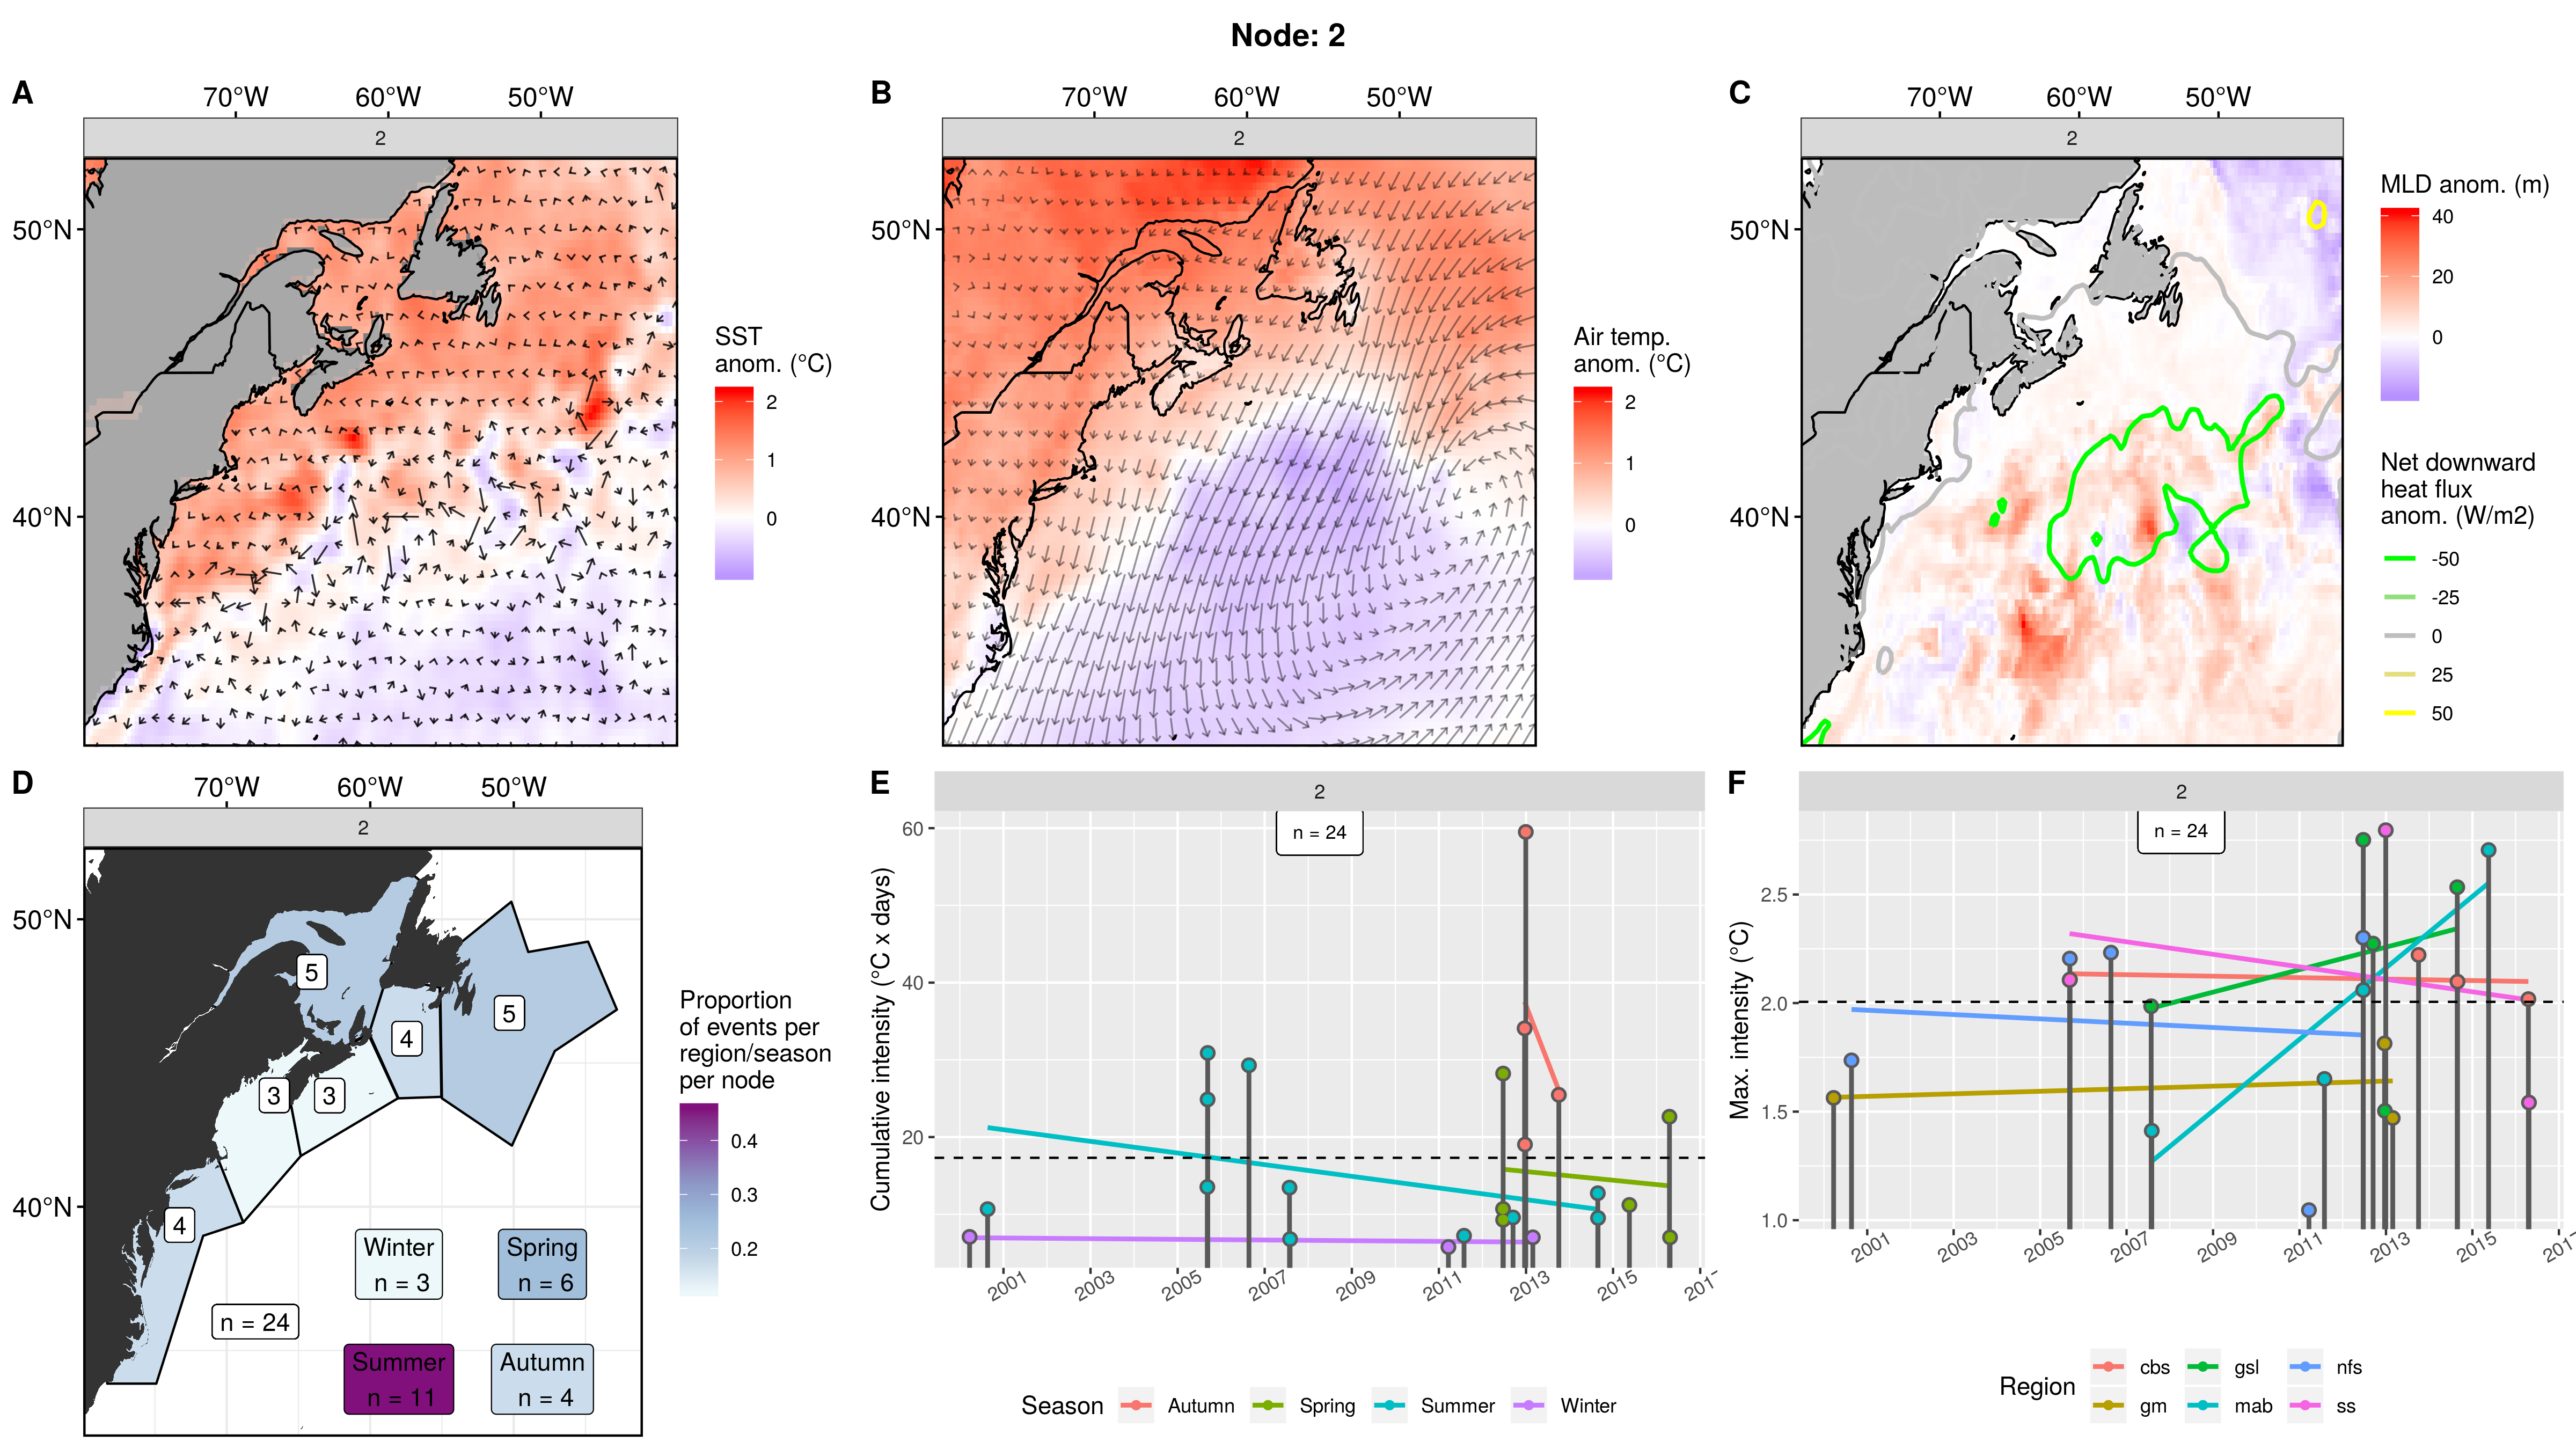 Node: 2
A
70°W 60°W 50°W
2
50°N
40°N
SST
anom. (°C)
2
1
0
B
70°W 60°W 50°W
2
50°N
40°N
Air temp.
anom. (°C)
2
1
0
C
70°W 60°W 50°W
2
50°N
40°N
MLD anom. (m)
40
20
0
Net downward
heat flux
anom. (W/m2)
-50
-25
0
25
50
D
70°W 60°W 50°W
2
50°N
40°N
5
5
4
3
3
4
n = 24
Winter
n = 3
Spring
n = 6
Summer
n = 11
Autumn
n = 4
Proportion
of events per
region/season
per node
0.4
0.3
0.2
E
2
n = 24
Cumulative intensity (°C x days)
60
40
20
2001 2003 2005 2007 2009 2011 2013 2015
Season Autumn Spring Summer Winter
F
2
n = 24
Max. intensity (°C)
2.5
2.0
1.5
1.0
2001 2003 2005 2007 2009 2011 2013 2015
Region
cbs gsl nfs
gm mab ss